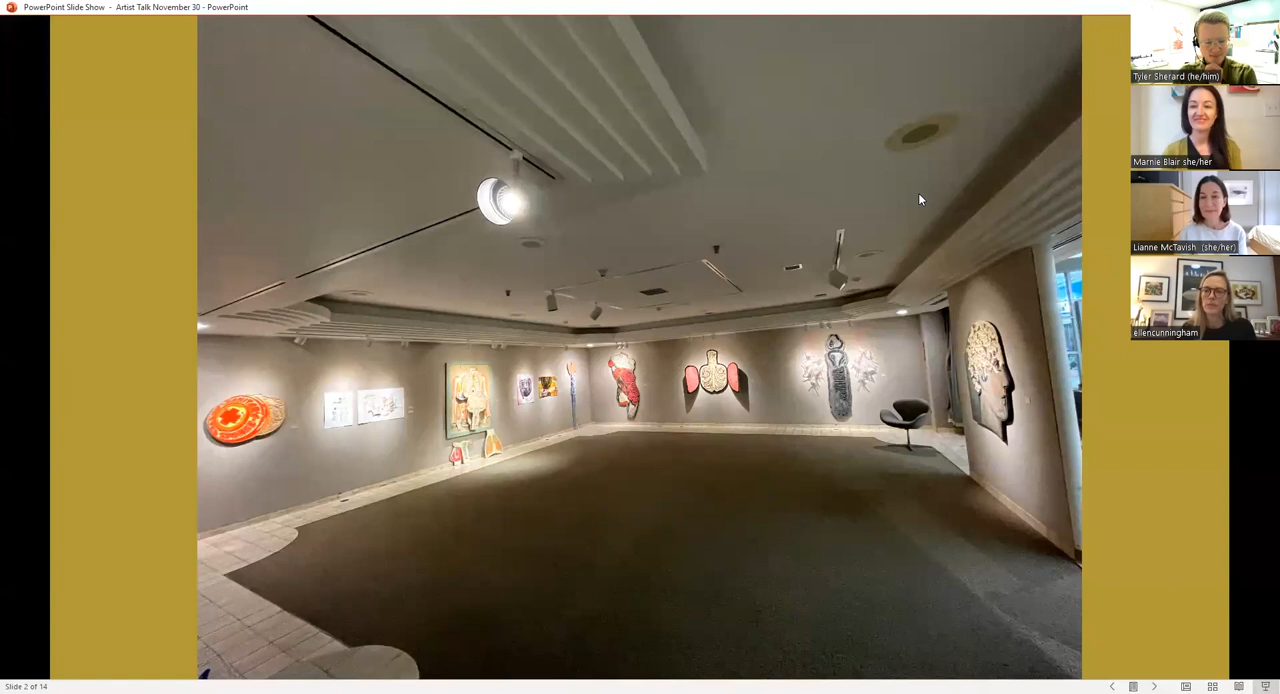 PowerPoint Slide Show - Artist Talk November 30 - PowerPoint
Tyler Sherard (he/him)
Marnie Blair she/her
Lianne McTavish (she/her)
ellencunningham
Slide 2 of 14